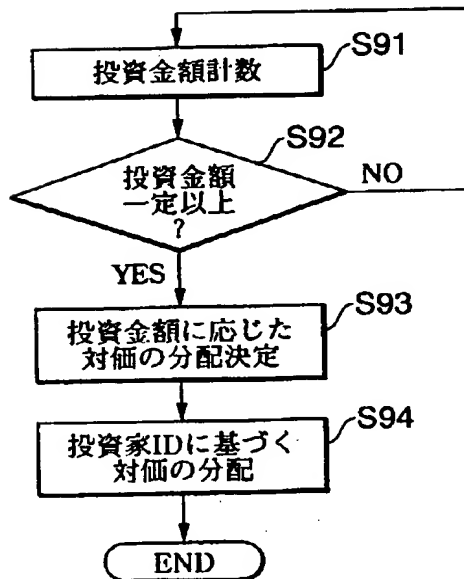 S91
投資金額計数
S92
投資金額
一定以上
?
NO
YES
S93
投資金額に応じた
対価の分配決定
S94
投資家IDに基づく
対価の分配
END